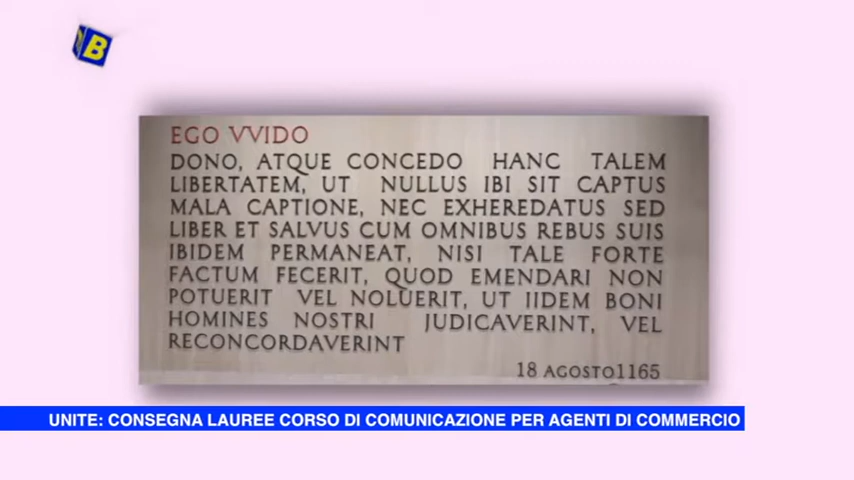 B
EGO VVIDO
DONO, ATQUE CONCEDO HANC TALEM
LIBERTATEM, UT NULLUS IBI SIT CAPTUS
MALA CAPTIONE, NEC EXHEREDATUS SED
LIBER ET SALVUS CUM OMNIBUS REBUS SUIS
IBIDEM PERMANEAT, NISI TALE FORTE
FACTUM FECERIT, QUOD EMENDARI NON
POTUERIT VEL NOLUERIT, UT IIDEM BONI
HOMINES NOSTRI JUDICAVERINT, VEL
RECONCORDAVERINT
18 AGOSTO1165
UNITE: CONSEGNA LAUREE CORSO DI COMUNICAZIONE PER AGENTI DI COMMERCIO